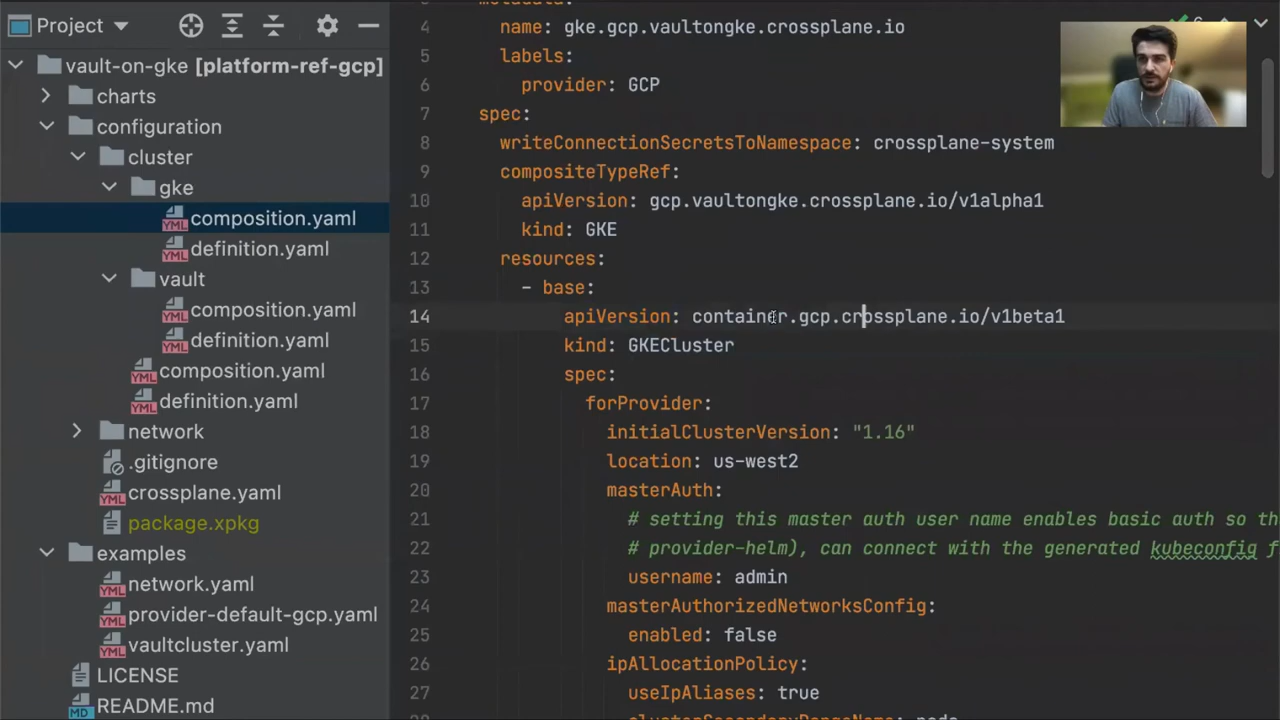 Project
vault-on-gke [platform-ref-gcp]
charts
configuration
cluster
gke
composition.yaml
definition.yaml
vault
composition.yaml
definition.yaml
composition.yaml
definition.yaml
network
.gitignore
crossplane.yaml
package.xpkg
examples
network.yaml
provider-default-gcp.yaml
vaultcluster.yaml
LICENSE
README.md
4 name: gke.gcp.vaultongke.crossplane.io
5 labels:
6 provider: GCP
7 spec:
8 writeConnectionSecretsToNamespace: crossplane-system
9 compositeTypeRef:
10 apiVersion: gcp.vaultongke.crossplane.io/v1alpha1
11 kind: GKE
12 resources:
13 - base:
14 apiVersion: container.gcp.crossplane.io/v1beta1
15 kind: GKECluster
16 spec:
17 forProvider:
18 initialClusterVersion: "1.16"
19 location: us-west2
20 masterAuth:
21 # setting this master auth user name enables basic auth so th
22 # provider-helm), can connect with the generated kubeconfig f
23 username: admin
24 masterAuthorizedNetworksConfig:
25 enabled: false
26 ipAllocationPolicy:
27 useIpAliases: true